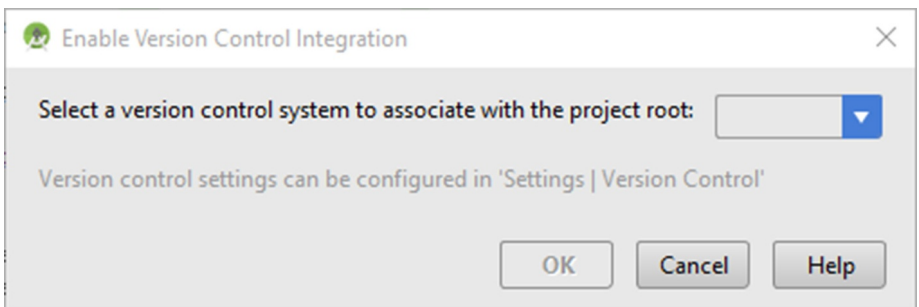 Enable Version Control Integration
Select a version control system to associate with the project root:
Version control settings can be configured in 'Settings | Version Control'
OK Cancel Help